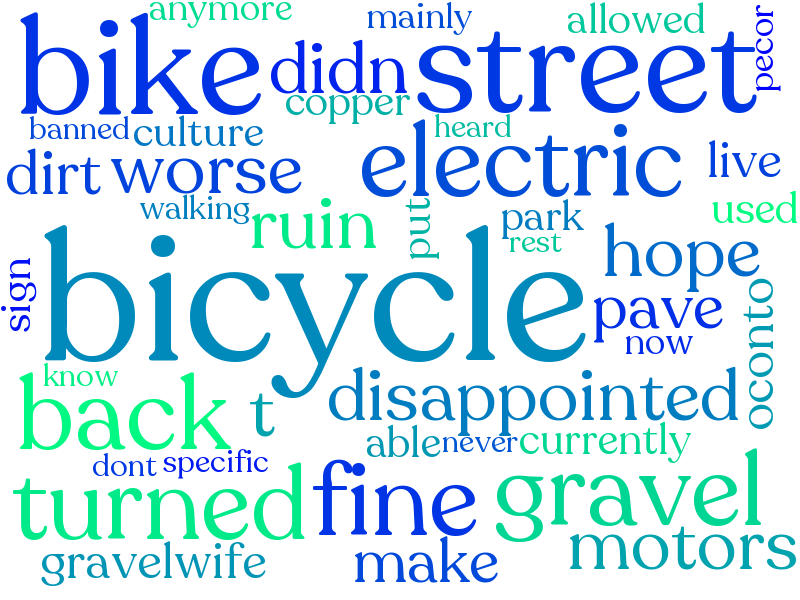 anymore
mainly
allowed
pecor
bike
didn
street
copper
banned
culture
heard
dirt
worse
electric
live
walking
ruin
put
park
used
rest
hope
sign
bicycle
pave
now
oconto
know
back
t
disappointed
able
never
currently
dont
specific
turned
fine
gravel
gravelwife
make
motors